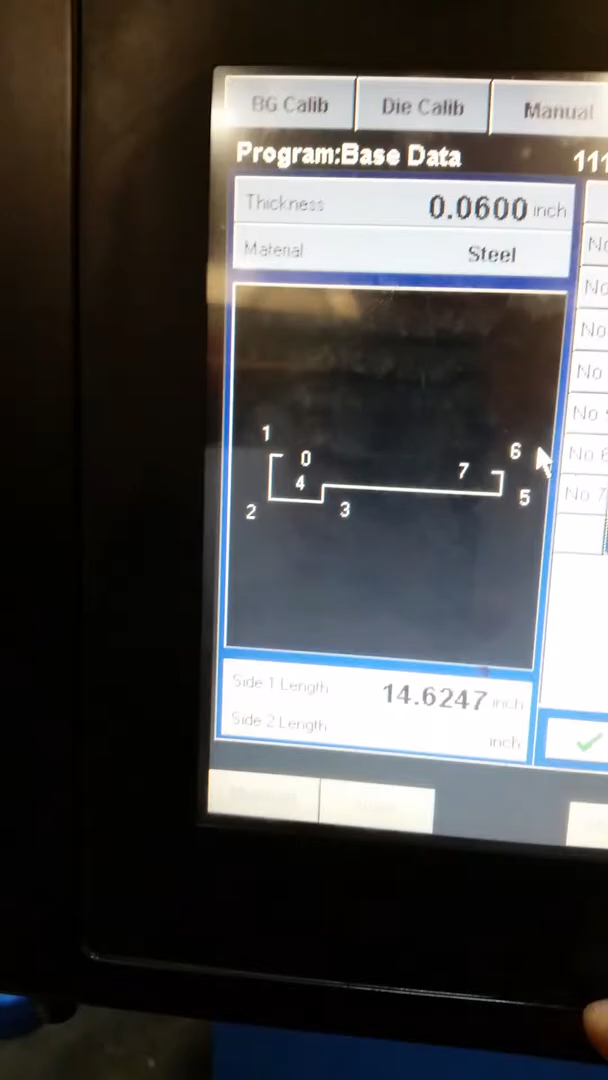 BG Calib
Die Calib
Manual
Program:Base Data
111
Thickness 0.0600 inch
Material Steel
No
No
No
No
No
No 6
No 7
1
0
4
2
3
7
6
5
Side 1 Length 14.6247 inch
Side 2 Length inch